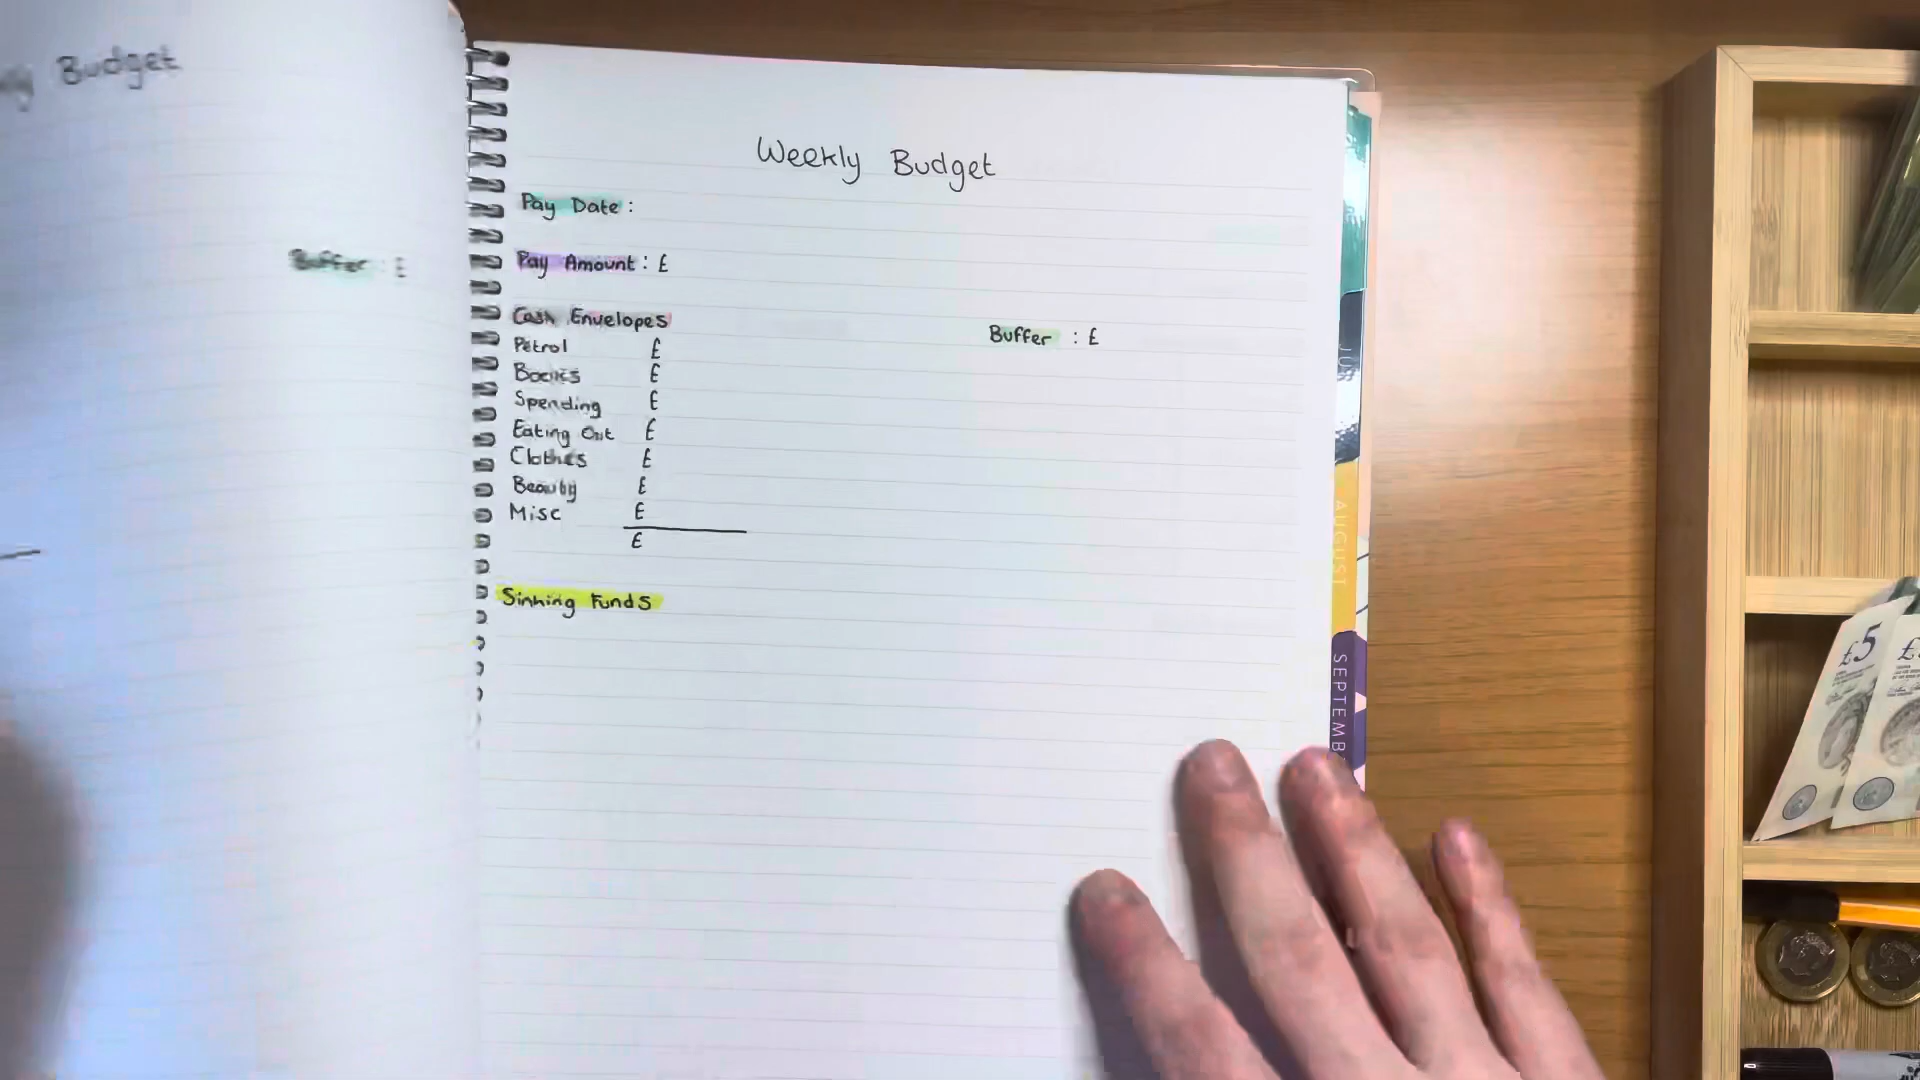 Budget
Buffer : £
Weekly Budget
Pay Date :
Pay Amount : £
Cash Envelopes
Buffer : £
Petrol £
Books £
Spending £
Eating Out £
Clothes £
Beauty £
Misc £
£
Sinking Funds
AUGUST
SEPTEMB
£5